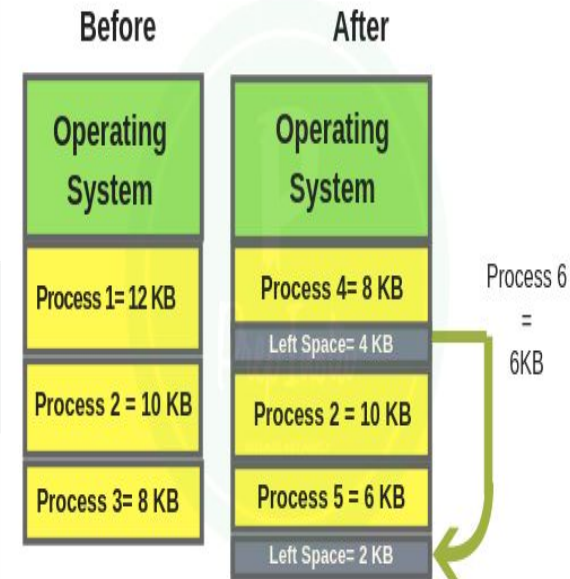 Before
After
Operating
System
Process 1= 12 KB
Process 2 = 10 KB
Process 3= 8 KB
Operating
System
Process 4= 8 KB
Left Space= 4 KB
Process 2 = 10 KB
Process 5 = 6 KB
Left Space= 2 KB
Process 6
=
6KB